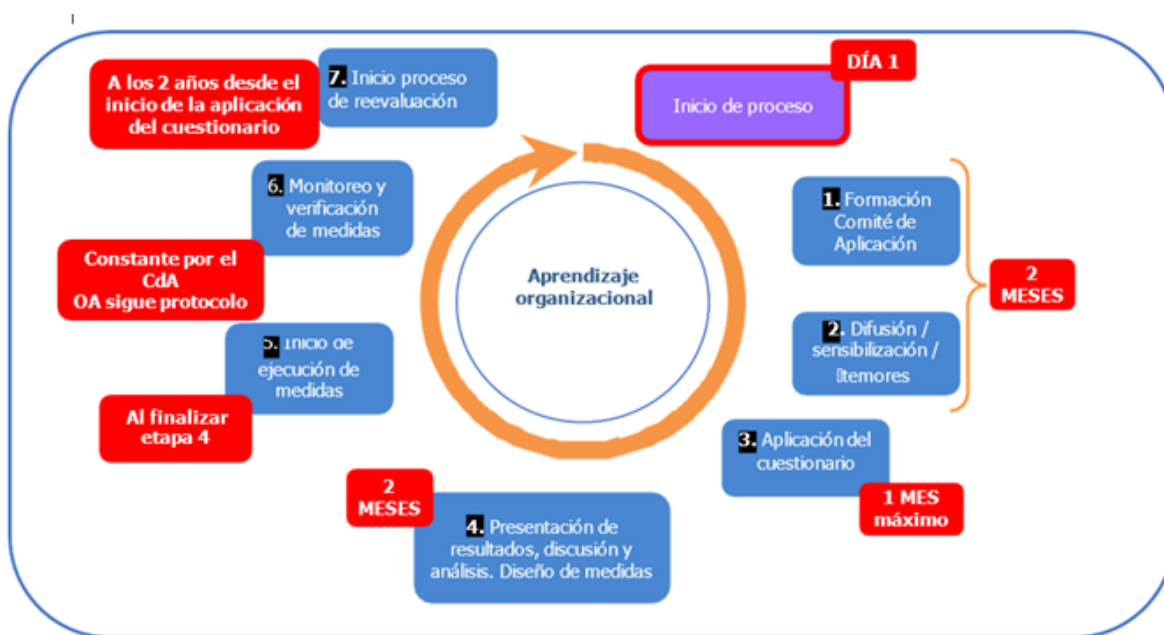 DÍA 1
Inicio de proceso
1. Formación
Comité de
Aplicación
2. Difusión /
sensibilización /
temores
2
MESES
3. Aplicación del
cuestionario
1 MES
máximo
2
MESES
4. Presentación de
resultados, discusión y
análisis. Diseño de medidas
5. Inicio de
ejecución de
medidas
Al finalizar
etapa 4
6. Monitoreo y
verificación
de medidas
Constante por el
CdA
OA sigue protocolo
7. Inicio proceso
de reevaluación
A los 2 años desde el
inicio de la aplicación
del cuestionario
Aprendizaje
organizacional